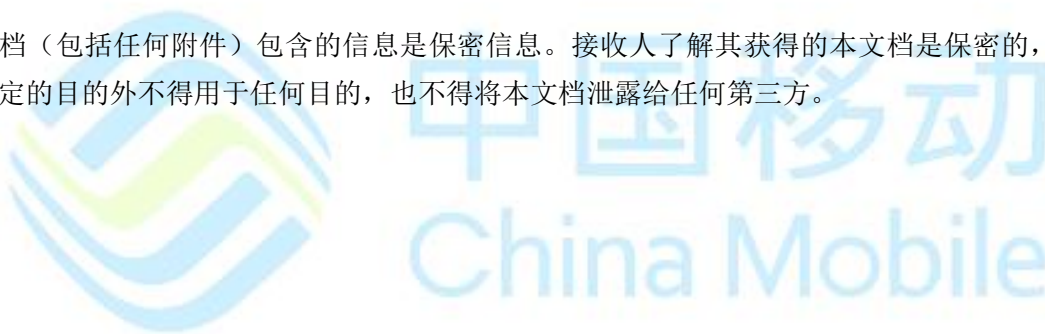 档（包括任何附件）包含的信息是保密信息。接收人了解其获得的本文档是保密的，
定的目的外不得用于任何目的，也不得将本文档泄露给任何第三方。
中国移动
China Mobile